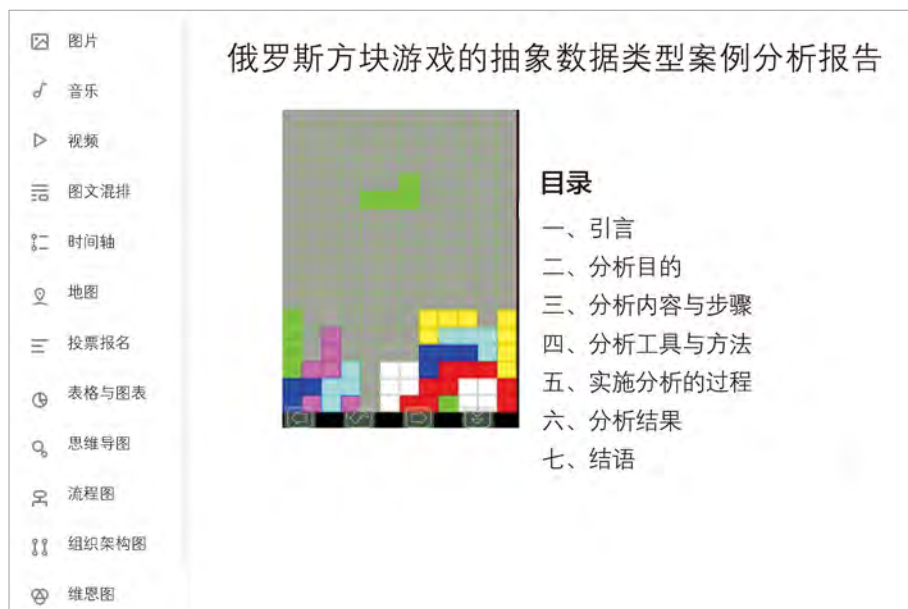 图片
音乐
视频
图文混排
时间轴
地图
投票报名
表格与图表
思维导图
流程图
组织架构图
维恩图
俄罗斯方块游戏的抽象数据类型案例分析报告
目录
一、引言
二、分析目的
三、分析内容与步骤
四、分析工具与方法
五、实施分析的过程
六、分析结果
七、结语